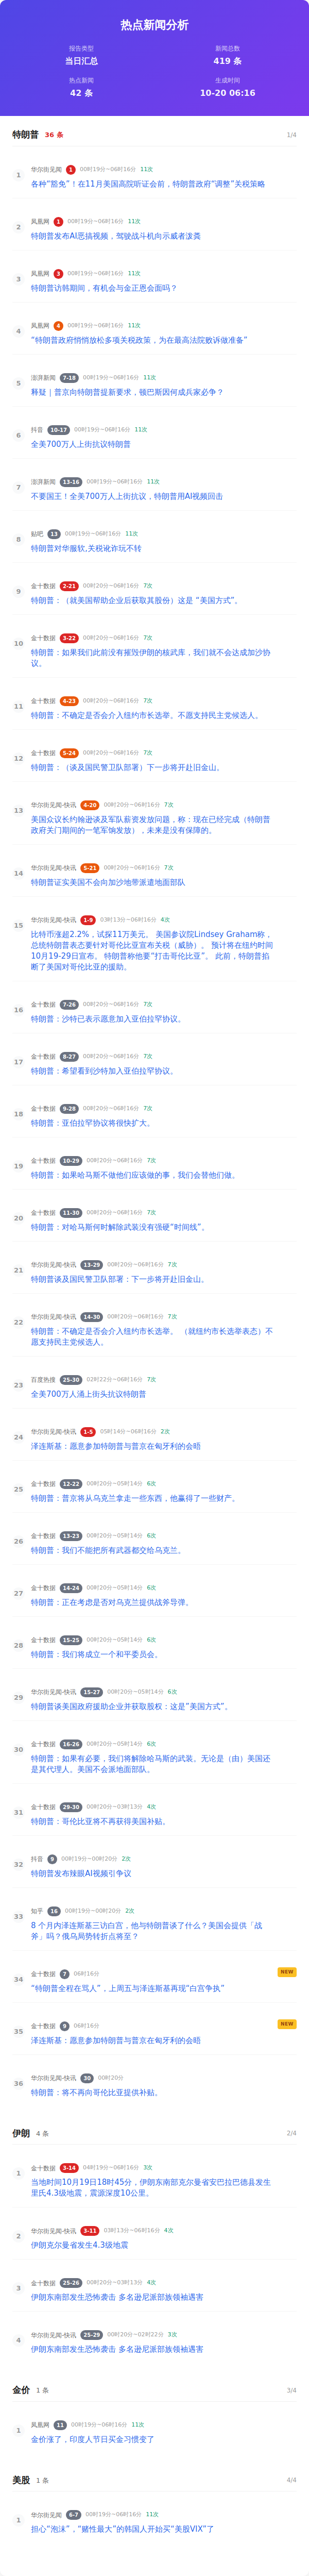 热点新闻分析
报告类型
当日汇总
新闻总数
419 条
热点新闻
42 条
生成时间
10-20 06:16
特朗普 36 条 1/4
1
华尔街见闻 1 00时19分~06时16分 11次
各种“豁免”！在11月美国高院听证会前，特朗普政府“调整”关税策略
2
凤凰网 1 00时19分~06时16分 11次
特朗普发布AI恶搞视频，驾驶战斗机向示威者泼粪
3
凤凰网 3 00时19分~06时16分 11次
特朗普访韩期间，有机会与金正恩会面吗？
4
凤凰网 4 00时19分~06时16分 11次
“特朗普政府悄悄放松多项关税政策，为在最高法院败诉做准备”
5
澎湃新闻 7-18 00时19分~06时16分 11次
释疑｜普京向特朗普提新要求，顿巴斯因何成兵家必争？
6
抖音 10-17 00时19分~06时16分 11次
全美700万人上街抗议特朗普
7
澎湃新闻 13-16 00时19分~06时16分 11次
不要国王！全美700万人上街抗议，特朗普用AI视频回击
8
贴吧 13 00时19分~06时16分 11次
特朗普对华服软,关税讹诈玩不转
9
金十数据 2-21 00时20分~06时16分 7次
特朗普：（就美国帮助企业后获取其股份）这是 “美国方式”。
10
金十数据 3-22 00时20分~06时16分 7次
特朗普：如果我们此前没有摧毁伊朗的核武库，我们就不会达成加沙协
议。
11
金十数据 4-23 00时20分~06时16分 7次
特朗普：不确定是否会介入纽约市长选举。不愿支持民主党候选人。
12
金十数据 5-24 00时20分~06时16分 7次
特朗普：（谈及国民警卫队部署）下一步将开赴旧金山。
13
华尔街见闻-快讯 4-20 00时20分~06时16分 7次
美国众议长约翰逊谈及军队薪资发放问题，称：现在已经完成（特朗普
政府关门期间的一笔军饷发放），未来是没有保障的。
14
华尔街见闻-快讯 5-21 00时20分~06时16分 7次
特朗普证实美国不会向加沙地带派遣地面部队
15
华尔街见闻-快讯 1-9 03时13分~06时16分 4次
比特币涨超2.2%，试探11万美元。 美国参议院Lindsey Graham称，
总统特朗普表态要针对哥伦比亚宣布关税（威胁）。 预计将在纽约时间
10月19-29日宣布。 特朗普称他要“打击哥伦比亚”。 此前，特朗普掐
断了美国对哥伦比亚的援助。
16
金十数据 7-26 00时20分~06时16分 7次
特朗普：沙特已表示愿意加入亚伯拉罕协议。
17
金十数据 8-27 00时20分~06时16分 7次
特朗普：希望看到沙特加入亚伯拉罕协议。
18
金十数据 9-28 00时20分~06时16分 7次
特朗普：亚伯拉罕协议将很快扩大。
19
金十数据 10-29 00时20分~06时16分 7次
特朗普：如果哈马斯不做他们应该做的事，我们会替他们做。
20
金十数据 11-30 00时20分~06时16分 7次
特朗普：对哈马斯何时解除武装没有强硬“时间线”。
21
华尔街见闻-快讯 13-29 00时20分~06时16分 7次
特朗普谈及国民警卫队部署：下一步将开赴旧金山。
22
华尔街见闻-快讯 14-30 00时20分~06时16分 7次
特朗普：不确定是否会介入纽约市长选举。 （就纽约市长选举表态）不
愿支持民主党候选人。
23
百度热搜 25-30 02时22分~06时16分 7次
全美700万人涌上街头抗议特朗普
24
华尔街见闻-快讯 1-5 05时14分~06时16分 2次
泽连斯基：愿意参加特朗普与普京在匈牙利的会晤
25
金十数据 12-22 00时20分~05时14分 6次
特朗普：普京将从乌克兰拿走一些东西，他赢得了一些财产。
26
金十数据 13-23 00时20分~05时14分 6次
特朗普：我们不能把所有武器都交给乌克兰。
27
金十数据 14-24 00时20分~05时14分 6次
特朗普：正在考虑是否对乌克兰提供战斧导弹。
28
金十数据 15-25 00时20分~05时14分 6次
特朗普：我们将成立一个和平委员会。
29
华尔街见闻-快讯 15-27 00时20分~05时14分 6次
特朗普谈美国政府援助企业并获取股权：这是“美国方式”。
30
金十数据 16-26 00时20分~05时14分 6次
特朗普：如果有必要，我们将解除哈马斯的武装。无论是（由）美国还
是其代理人。美国不会派地面部队。
31
金十数据 29-30 00时20分~03时13分 4次
特朗普：哥伦比亚将不再获得美国补贴。
32
抖音 9 00时19分~00时20分 2次
特朗普发布辣眼AI视频引争议
33
知乎 16 00时19分~00时20分 2次
8 个月内泽连斯基三访白宫，他与特朗普谈了什么？美国会提供「战
斧」吗？俄乌局势转折点将至？
34
金十数据 7 06时16分
NEW
“特朗普全程在骂人”，上周五与泽连斯基再现“白宫争执”
35
金十数据 9 06时16分
NEW
泽连斯基：愿意参加特朗普与普京在匈牙利的会晤
36
华尔街见闻-快讯 30 00时20分
特朗普：将不再向哥伦比亚提供补贴。
伊朗 4 条 2/4
1
金十数据 3-14 04时19分~06时16分 3次
当地时间10月19日18时45分，伊朗东南部克尔曼省安巴拉巴德县发生
里氏4.3级地震，震源深度10公里。
2
华尔街见闻-快讯 3-11 03时13分~06时16分 4次
伊朗克尔曼省发生4.3级地震
3
金十数据 25-26 00时20分~03时13分 4次
伊朗东南部发生恐怖袭击 多名逊尼派部族领袖遇害
4
华尔街见闻-快讯 25-29 00时20分~02时22分 3次
伊朗东南部发生恐怖袭击 多名逊尼派部族领袖遇害
金价 1 条 3/4
1
凤凰网 11 00时19分~06时16分 11次
金价涨了，印度人节日买金习惯变了
美股 1 条 4/4
1
华尔街见闻 6-7 00时19分~06时16分 11次
担心“泡沫”，“赌性最大”的韩国人开始买“美股VIX”了